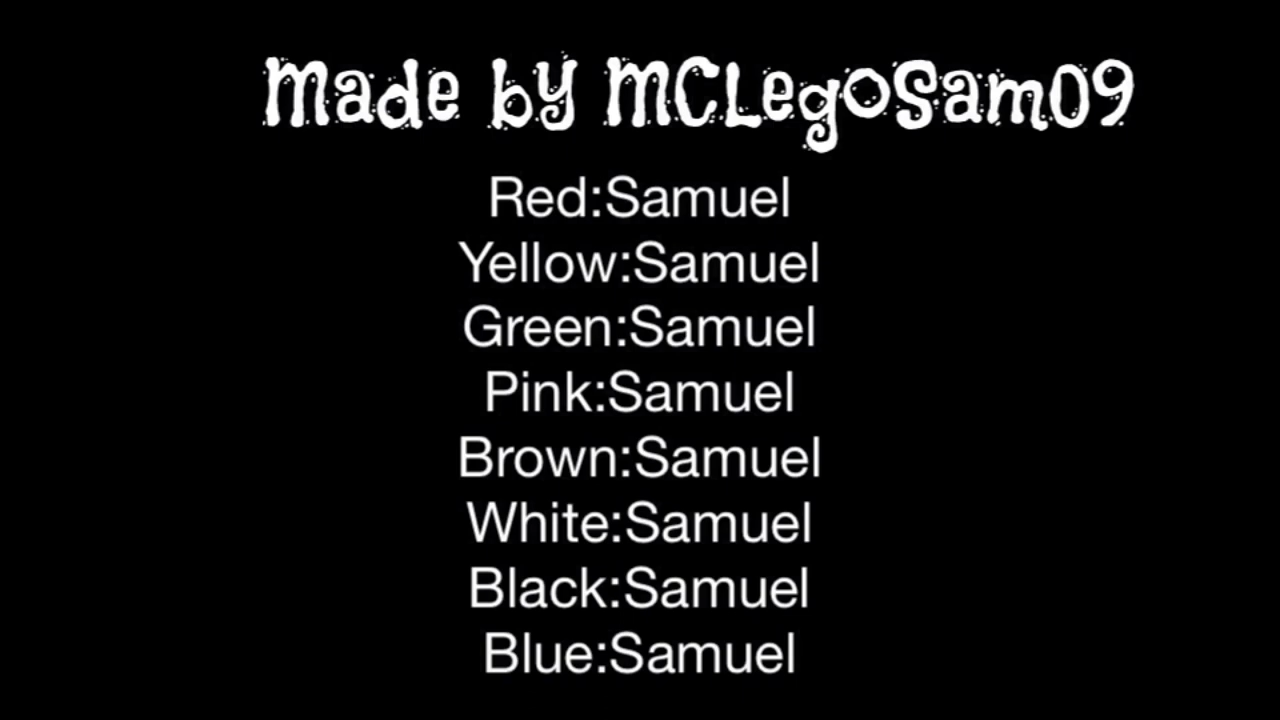 Made by MCLegoSam09
Red:Samuel
Yellow:Samuel
Green:Samuel
Pink:Samuel
Brown:Samuel
White:Samuel
Black:Samuel
Blue:Samuel